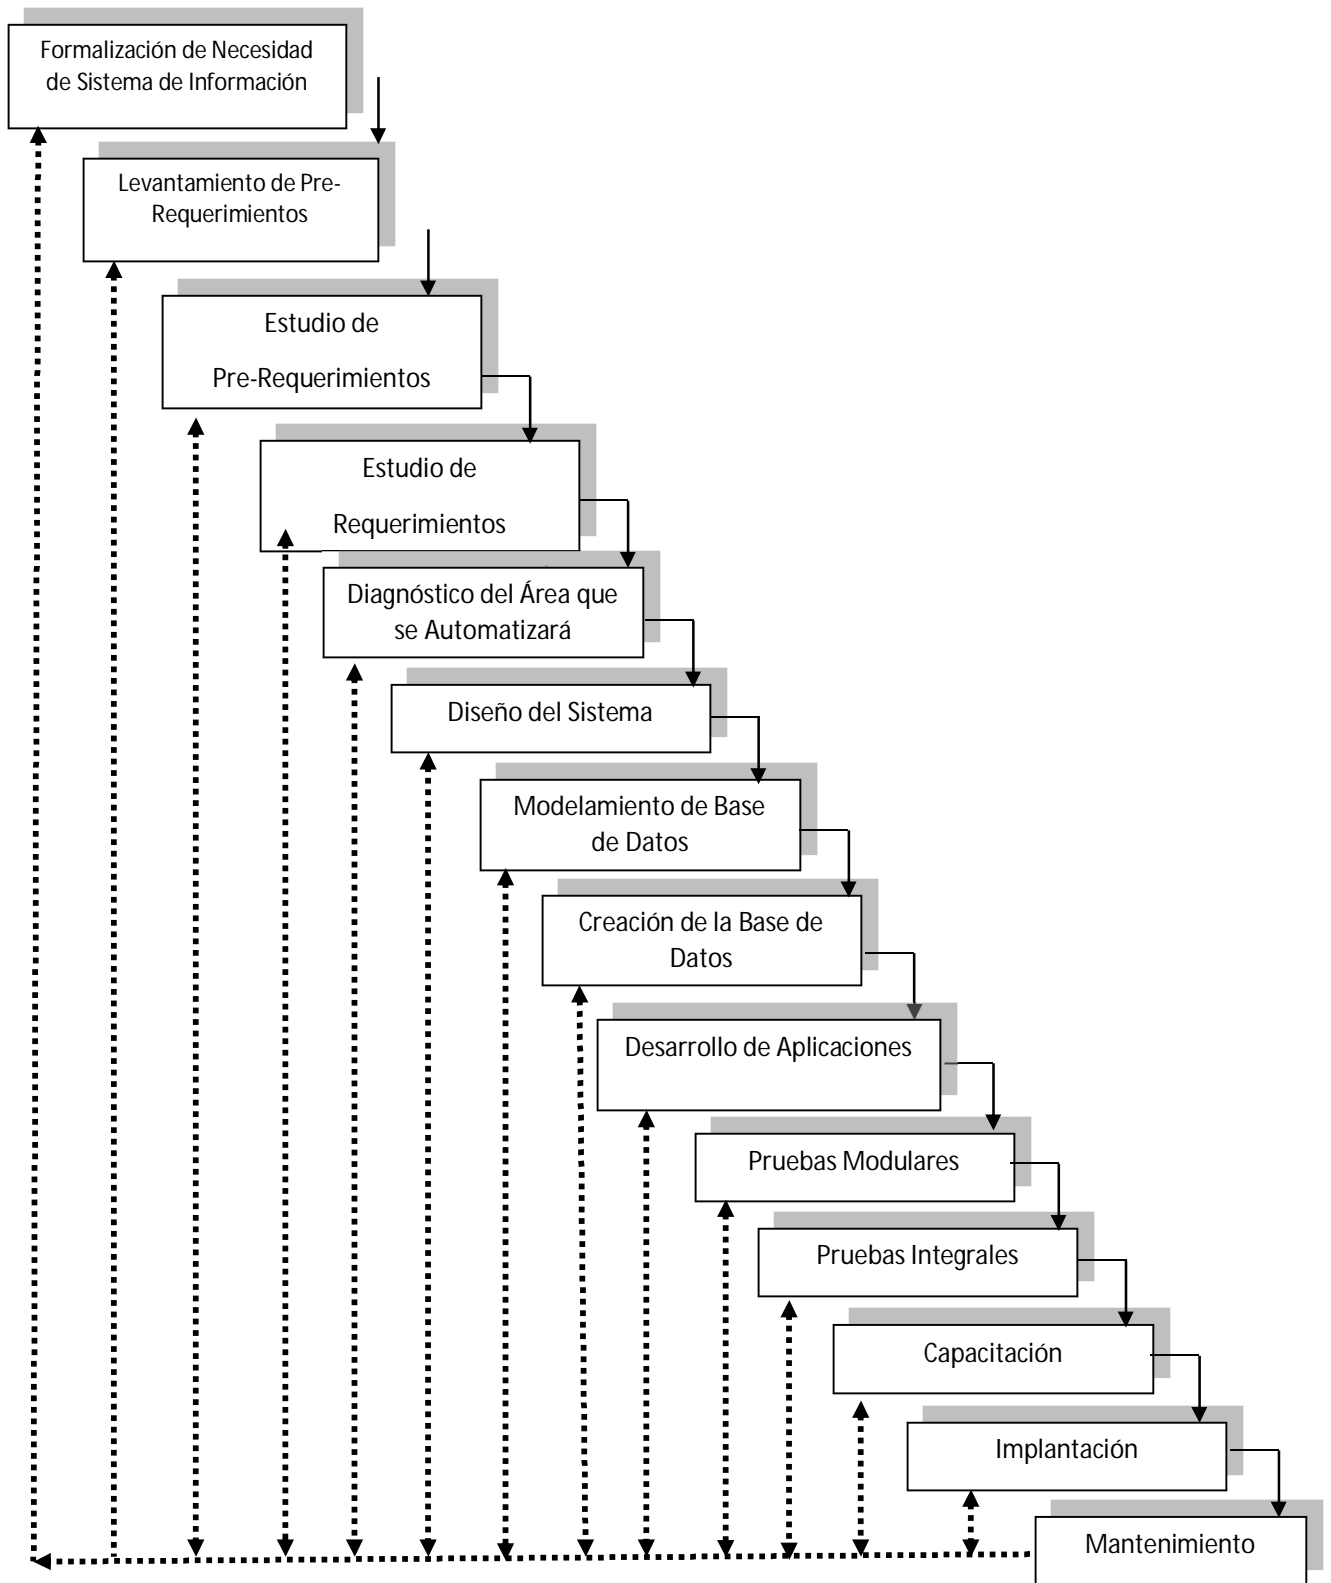 Formalización de Necesidad
de Sistema de Información
Levantamiento de Pre-
Requerimientos
Estudio de
Pre-Requerimientos
Estudio de
Requerimientos
Diagnóstico del Área que
se Automatizará
Diseño del Sistema
Modelamiento de Base
de Datos
Creación de la Base de
Datos
Desarrollo de Aplicaciones
Pruebas Modulares
Pruebas Integrales
Capacitación
Implantación
Mantenimiento